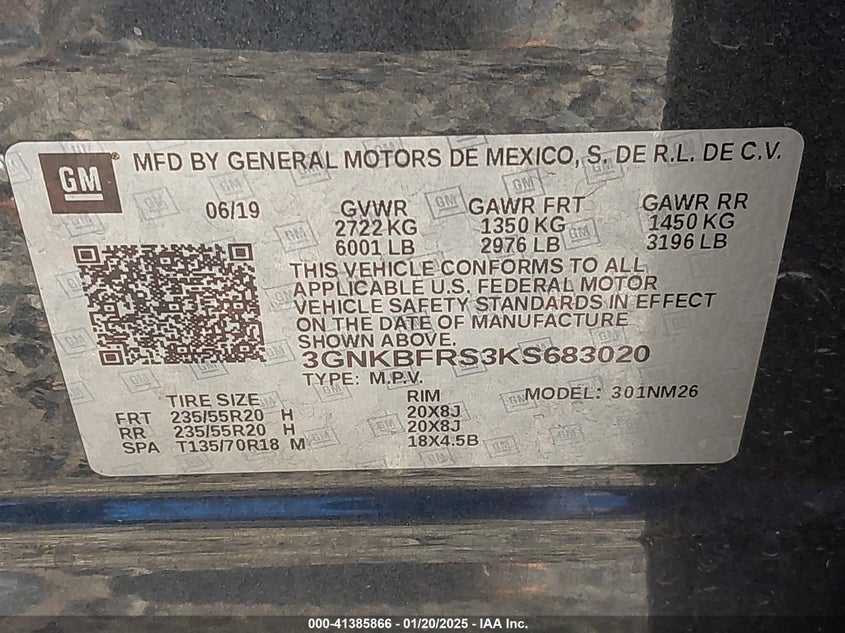 GM ® MFD BY GENERAL MOTORS DE MEXICO, S. DE R.L. DE C.V.
06/19 GVWR GAWR FRT GAWR RR
2722 KG 1350 KG 1450 KG
6001 LB 2976 LB 3196 LB
THIS VEHICLE CONFORMS TO ALL
APPLICABLE U.S. FEDERAL MOTOR
VEHICLE SAFETY STANDARDS IN EFFECT
ON THE DATE OF MANUFACTURE
SHOWN ABOVE.
3GNKBFRS3KS683020
TYPE: M.P.V. MODEL: 301NM26
TIRE SIZE RIM
FRT 235/55R20 H 20X8J
RR 235/55R20 H 20X8J
SPA T135/70R18 M 18X4.5B
000-41385866 - 01/20/2025 - IAA Inc.